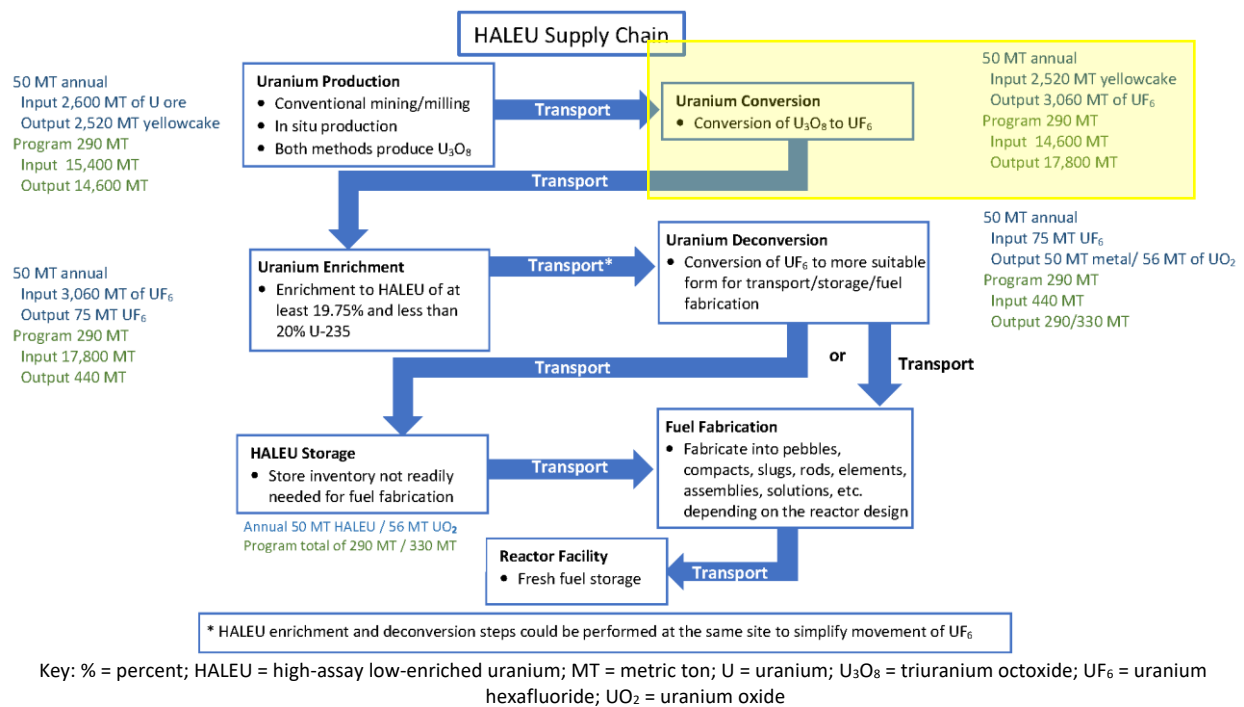 HALEU Supply Chain
50 MT annual
Input 2,600 MT of U ore
Output 2,520 MT yellowcake
Program 290 MT
Input 15,400 MT
Output 14,600 MT
Uranium Production
• Conventional mining/milling
• In situ production
• Both methods produce U₃O₈
Transport
Uranium Conversion
• Conversion of U₃O₈ to UF₆
50 MT annual
Input 2,520 MT yellowcake
Output 3,060 MT of UF₆
Program 290 MT
Input 14,600 MT
Output 17,800 MT
Transport
50 MT annual
Input 3,060 MT of UF₆
Output 75 MT UF₆
Program 290 MT
Input 17,800 MT
Output 440 MT
Uranium Enrichment
• Enrichment to HALEU of at
least 19.75% and less than
20% U-235
Transport*
Uranium Deconversion
• Conversion of UF₆ to more suitable
form for transport/storage/fuel
fabrication
50 MT annual
Input 75 MT UF₆
Output 50 MT metal/ 56 MT of UO₂
Program 290 MT
Input 440 MT
Output 290/330 MT
Transport
or
Transport
HALEU Storage
• Store inventory not readily
needed for fuel fabrication
Annual 50 MT HALEU / 56 MT UO₂
Program total of 290 MT / 330 MT
Transport
Fuel Fabrication
• Fabricate into pebbles,
compacts, slugs, rods, elements,
assemblies, solutions, etc.
depending on the reactor design
Reactor Facility
• Fresh fuel storage
Transport
* HALEU enrichment and deconversion steps could be performed at the same site to simplify movement of UF₆
Key: % = percent; HALEU = high-assay low-enriched uranium; MT = metric ton; U = uranium; U₃O₈ = triuranium octoxide; UF₆ = uranium
hexafluoride; UO₂ = uranium oxide